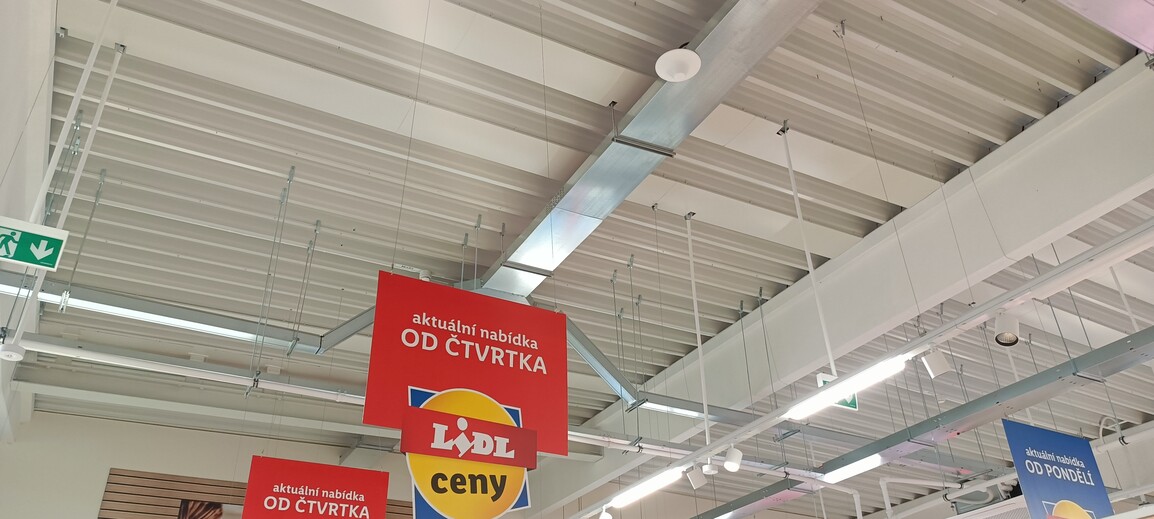 aktuální nabídka
OD ČTVRTKA
LIDL
ceny
aktuální nabídka
OD ČTVRTKA
aktuální nabídka
OD PONDĚLÍ